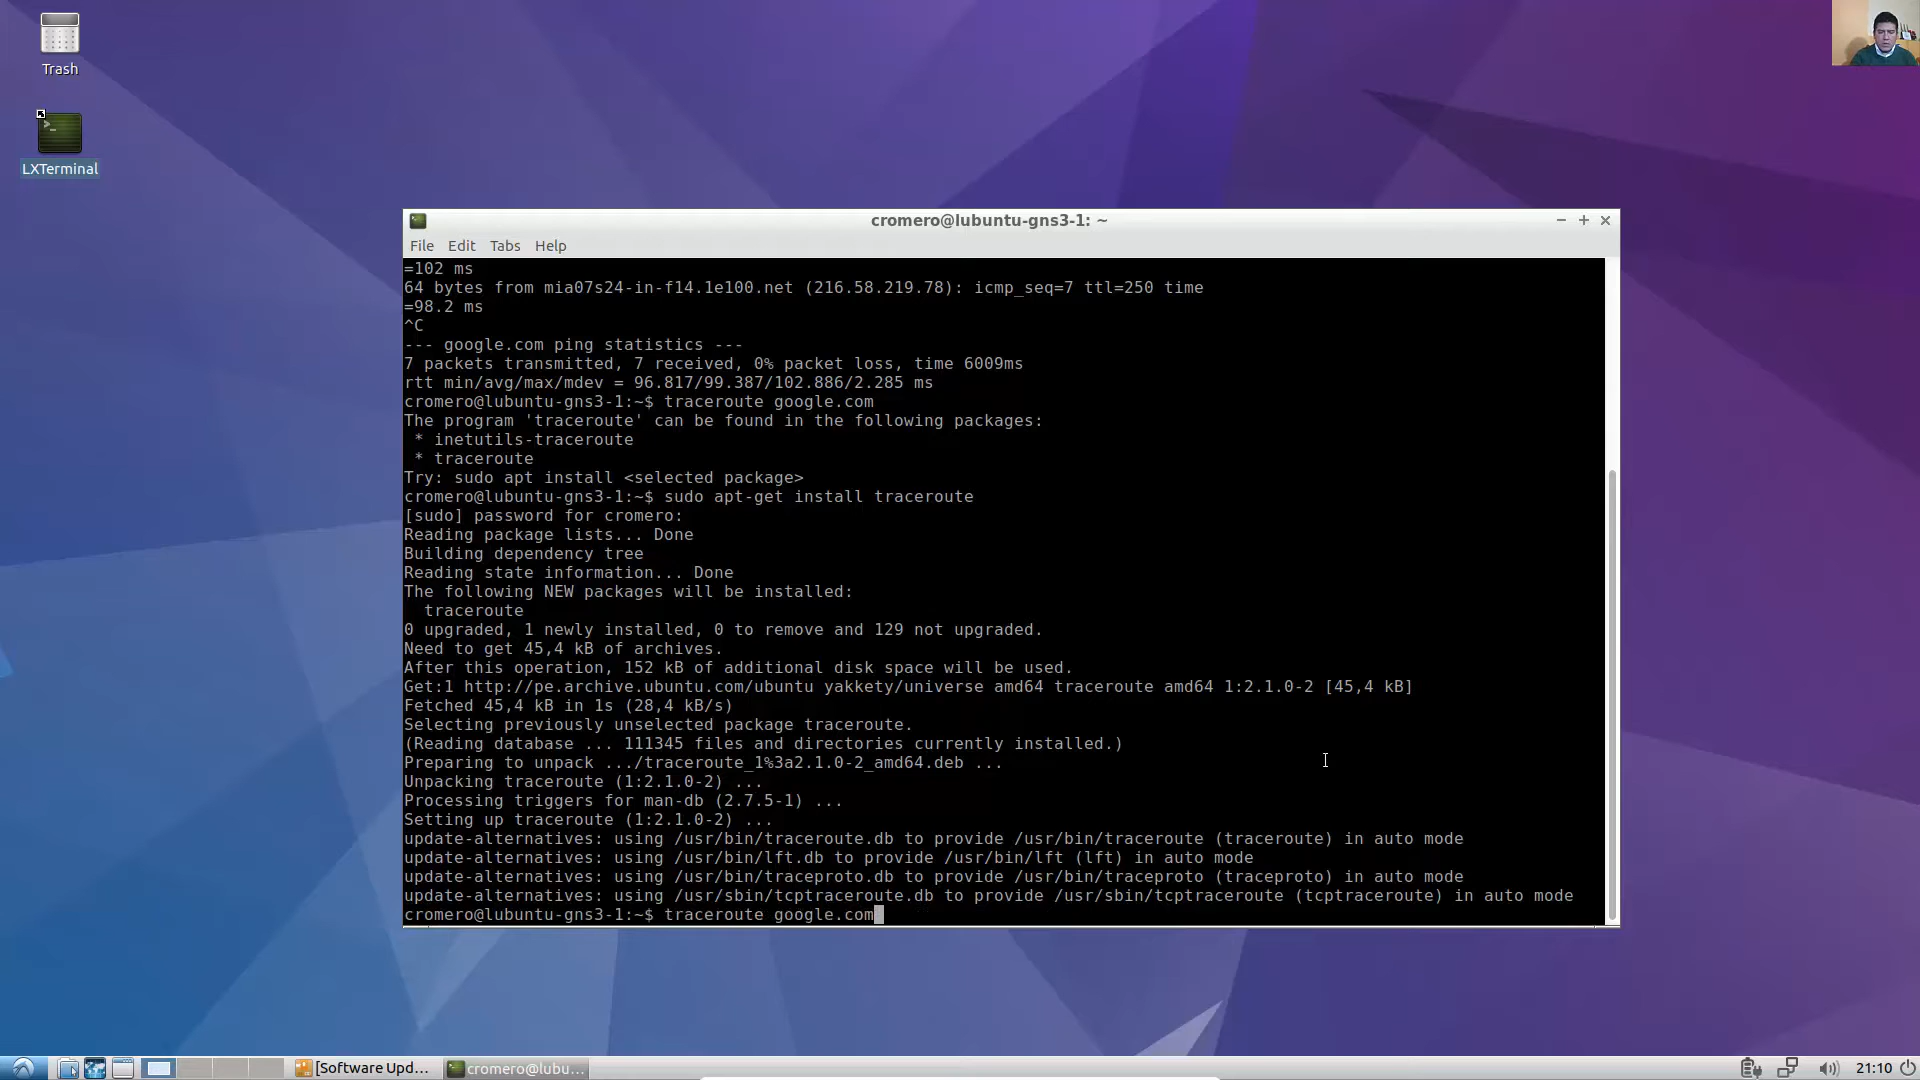 Trash
LXTerminal
cromero@lubuntu-gns3-1: ~
File Edit Tabs Help
=102 ms
64 bytes from mia07s24-in-f14.1e100.net (216.58.219.78): icmp_seq=7 ttl=250 time
=98.2 ms
^C
--- google.com ping statistics ---
7 packets transmitted, 7 received, 0% packet loss, time 6009ms
rtt min/avg/max/mdev = 96.817/99.387/102.886/2.285 ms
cromero@lubuntu-gns3-1:~$ traceroute google.com
The program 'traceroute' can be found in the following packages:
 * inetutils-traceroute
 * traceroute
Try: sudo apt install <selected package>
cromero@lubuntu-gns3-1:~$ sudo apt-get install traceroute
[sudo] password for cromero:
Reading package lists... Done
Building dependency tree
Reading state information... Done
The following NEW packages will be installed:
  traceroute
0 upgraded, 1 newly installed, 0 to remove and 129 not upgraded.
Need to get 45,4 kB of archives.
After this operation, 152 kB of additional disk space will be used.
Get:1 http://pe.archive.ubuntu.com/ubuntu yakkety/universe amd64 traceroute amd64 1:2.1.0-2 [45,4 kB]
Fetched 45,4 kB in 1s (28,4 kB/s)
Selecting previously unselected package traceroute.
(Reading database ... 111345 files and directories currently installed.)
Preparing to unpack .../traceroute_1%3a2.1.0-2_amd64.deb ...
Unpacking traceroute (1:2.1.0-2) ...
Processing triggers for man-db (2.7.5-1) ...
Setting up traceroute (1:2.1.0-2) ...
update-alternatives: using /usr/bin/traceroute.db to provide /usr/bin/traceroute (traceroute) in auto mode
update-alternatives: using /usr/bin/lft.db to provide /usr/bin/lft (lft) in auto mode
update-alternatives: using /usr/bin/traceproto.db to provide /usr/bin/traceproto (traceproto) in auto mode
update-alternatives: using /usr/sbin/tcptraceroute.db to provide /usr/sbin/tcptraceroute (tcptraceroute) in auto mode
cromero@lubuntu-gns3-1:~$ traceroute google.com
[Software Upd... cromero@lubu... 21:10